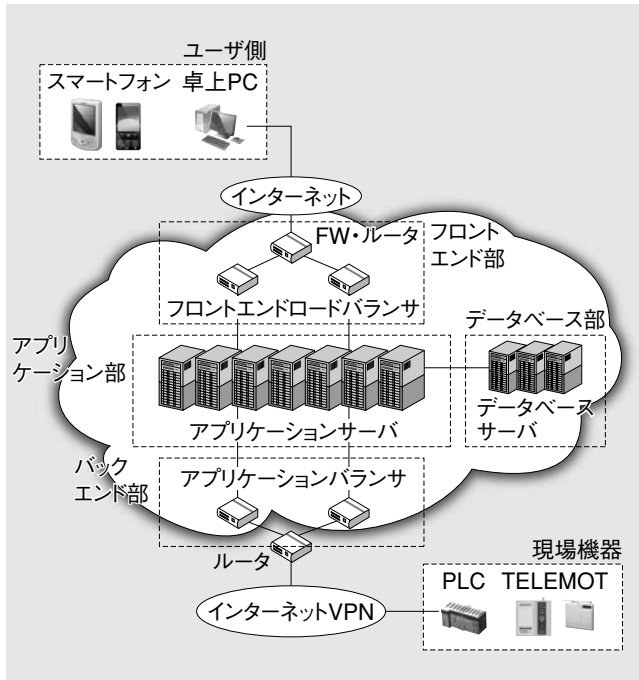 ユーザ側
スマートフォン 卓上PC
インターネット
FW・ルータ
フロント
エンド部
フロントエンドロードバランサ
データベース部
アプリ
ケーション部
アプリケーションサーバ
データベース
サーバ
バック
エンド部
アプリケーションバランサ
ルータ
現場機器
PLC TELEMOT
インターネットVPN